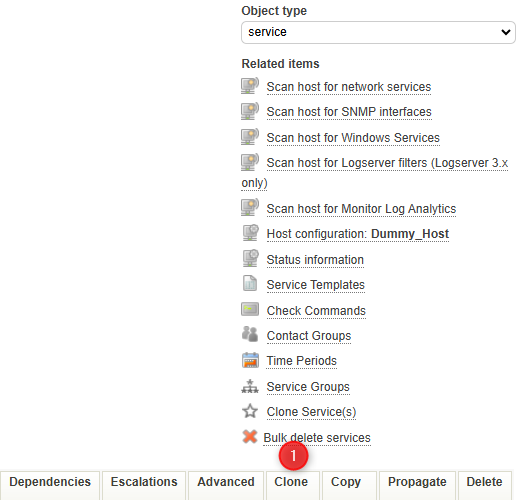 Object type
service
Related items
Scan host for network services
Scan host for SNMP interfaces
Scan host for Windows Services
Scan host for Logserver filters (Logserver 3.x
only)
Scan host for Monitor Log Analytics
Host configuration: Dummy_Host
Status information
Service Templates
Check Commands
Contact Groups
Time Periods
Service Groups
Clone Service(s)
Bulk delete services
1
Dependencies Escalations Advanced Clone Copy Propagate Delete